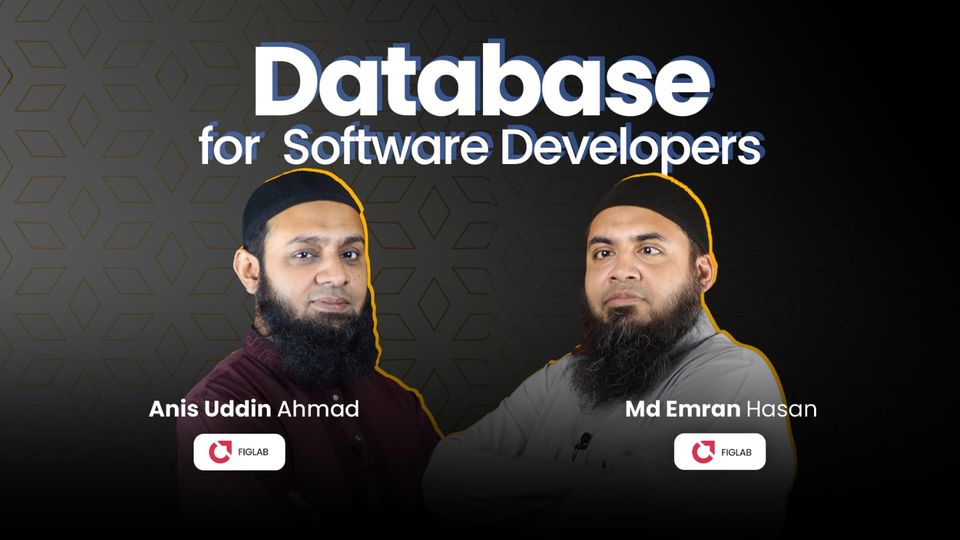 Database
for Software Developers
Anis Uddin Ahmad
Md Emran Hasan
FIGLAB
FIGLAB